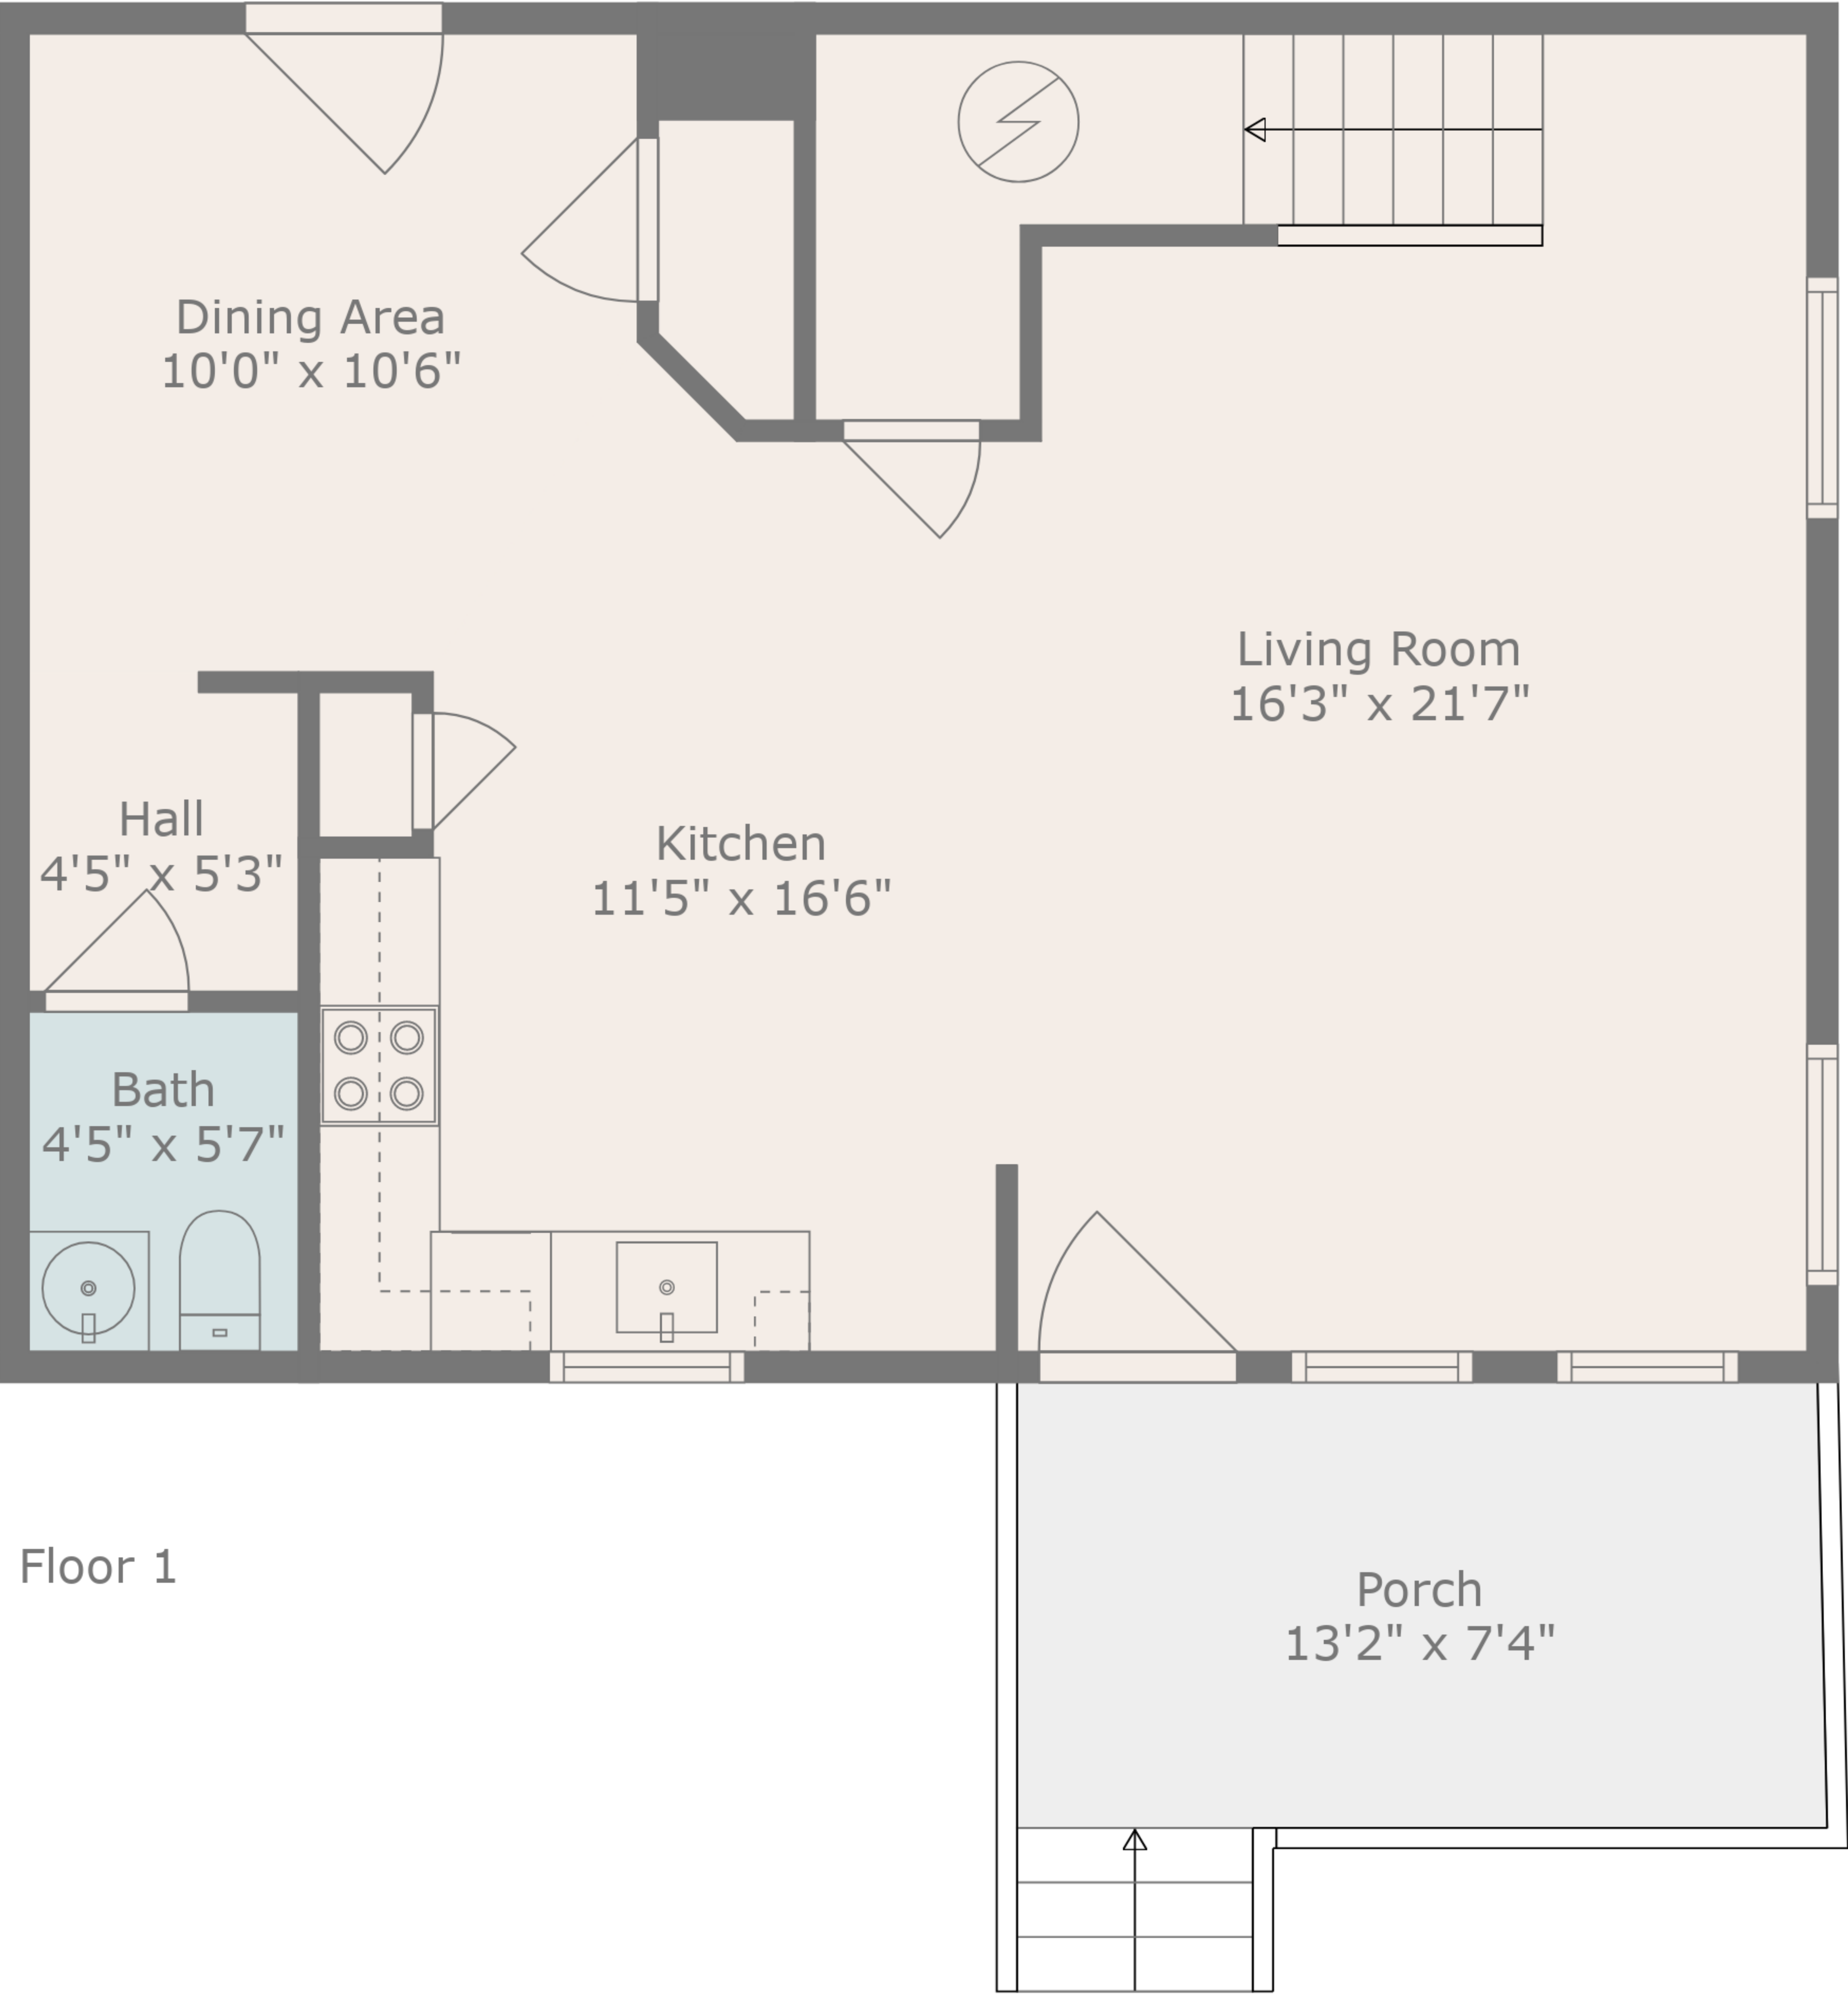 Dining Area
10'0" x 10'6"
Living Room
16'3" x 21'7"
Hall
4'5" x 5'3"
Kitchen
11'5" x 16'6"
Bath
4'5" x 5'7"
Floor 1
Porch
13'2" x 7'4"